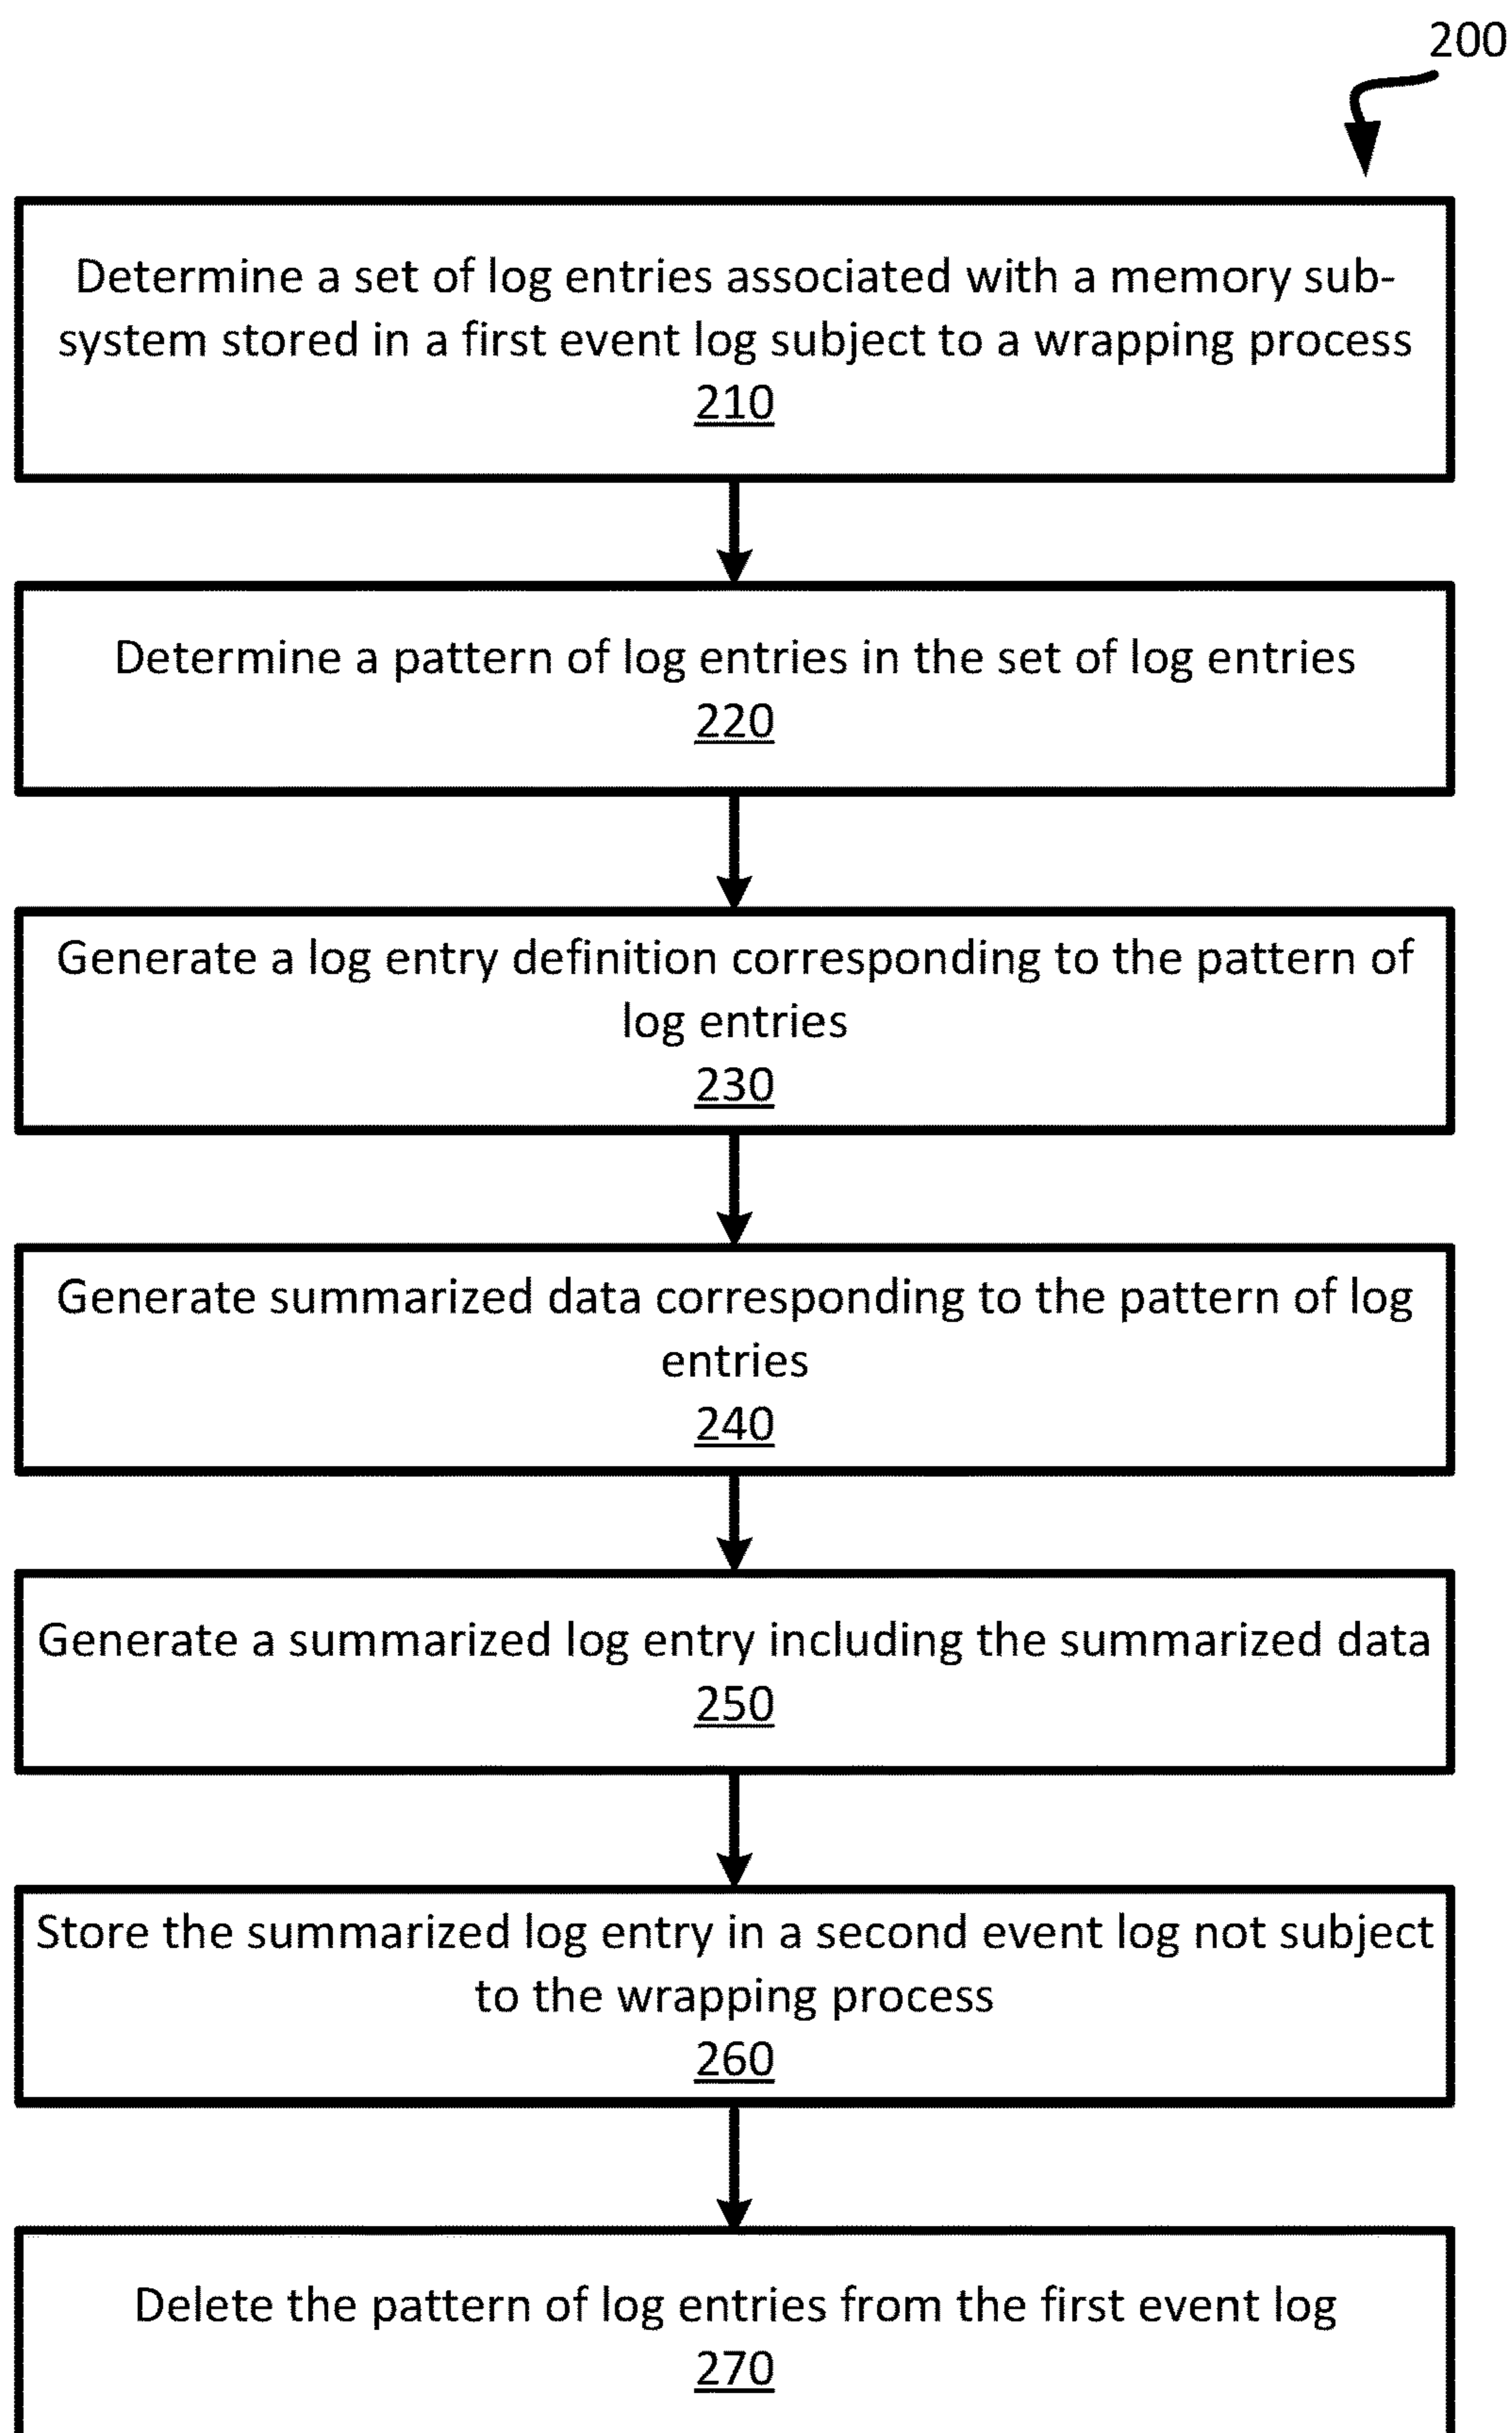 200
Determine a set of log entries associated with a memory sub-
system stored in a first event log subject to a wrapping process
210
Determine a pattern of log entries in the set of log entries
220
Generate a log entry definition corresponding to the pattern of
log entries
230
Generate summarized data corresponding to the pattern of log
entries
240
Generate a summarized log entry including the summarized data
250
Store the summarized log entry in a second event log not subject
to the wrapping process
260
Delete the pattern of log entries from the first event log
270